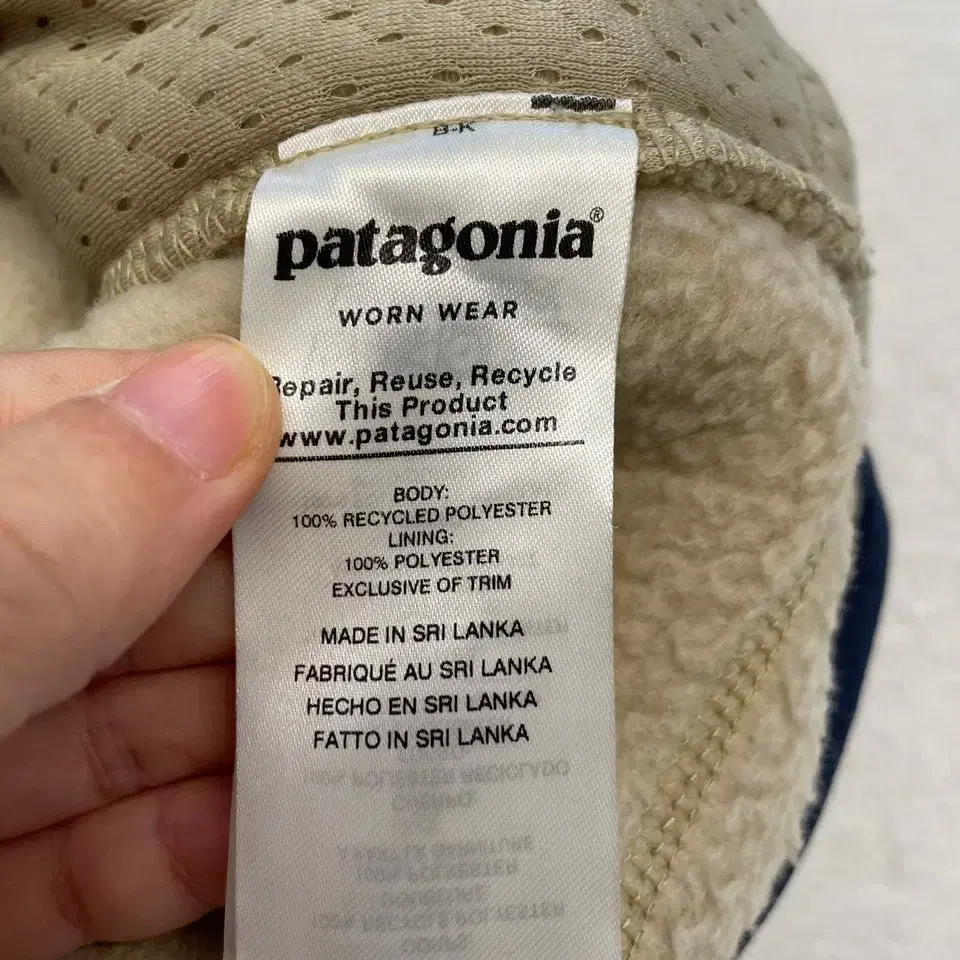 B-K
patagonia®
WORN WEAR
Repair, Reuse, Recycle
This Product
www.patagonia.com
BODY:
100% RECYCLED POLYESTER
LINING:
100% POLYESTER
EXCLUSIVE OF TRIM
MADE IN SRI LANKA
FABRIQUÉ AU SRI LANKA
HECHO EN SRI LANKA
FATTO IN SRI LANKA